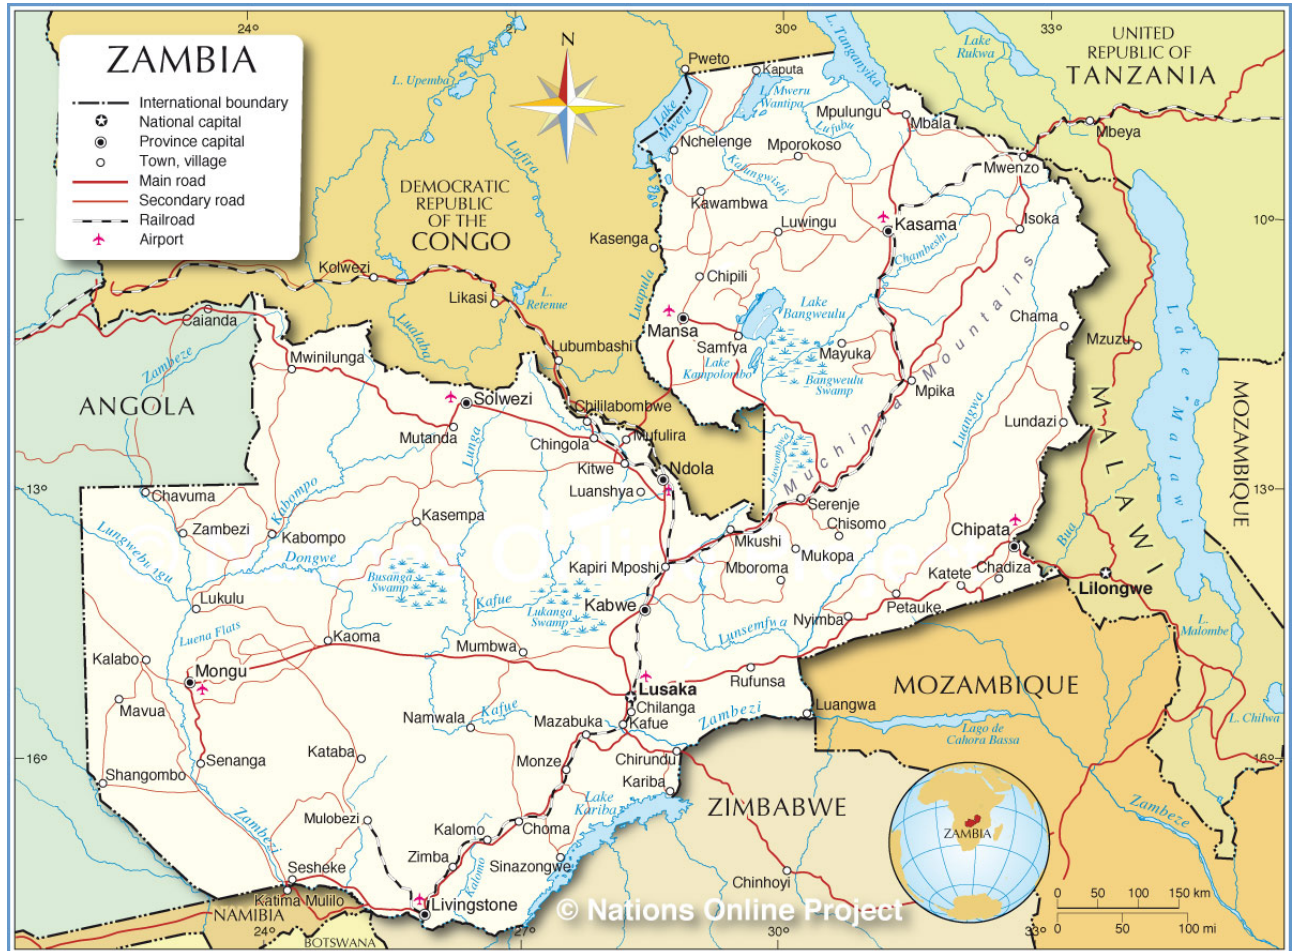 ZAMBIA
International boundary
National capital
Province capital
Town, village
Main road
Secondary road
Railroad
Airport
24°
27°
30°
33°
N
UNITED
REPUBLIC OF
TANZANIA
Lake
Rukwa
L. Tanganyika
Pweto
Kaputa
L. Mweru
Wantipa
Lake
Mweru
L. Upemba
Mpulungu
Mbala
Mbeya
Lufubu
Nchelenge
Mporokoso
Mwenzo
Lufira
Kalungwishi
DEMOCRATIC
REPUBLIC
OF THE
CONGO
Kawambwa
Luwingu
Kasama
Isoka
10°
Kasenga
Chambeshi
Kolwezi
Chipili
Likasi
L.
Retenue
Luapula
Lake
Bangweulu
Mansa
Chama
Calanda
Lualaba
Samfya
Mayuka
Mzuzu
Lake Malawi
Zambeze
Mwinilunga
Lubumbashi
Lake
Kampolombo
Bangweulu
Swamp
Mpika
Muchinga Mountains
ANGOLA
Solwezi
Chililabombwe
Luangwa
Lundazi
MALAWI
MOZAMBIQUE
Mutanda
Lunga
Chingola
Mufulira
Luwombwa
Kitwe
Ndola
13°
13°
Chavuma
Kabompo
Luanshya
Serenje
Kasempa
Chisomo
Chipata
Zambezi
Kabompo
Mkushi
Mukopa
Bua
Lungwebungu
Dongwe
Kapiri Mposhi
Mboroma
Katete
Chadiza
Busanga
Swamp
Lilongwe
Lukulu
Kafue
Lukanga
Swamp
Kabwe
Petauke
Nyimba
Luena Flats
Lunsemfwa
L.
Malombe
Kaoma
Mumbwa
Kalabo
Mongu
Rufunsa
Lusaka
MOZAMBIQUE
Mavua
Chilanga
Luangwa
Kafue
Zambezi
L. Chilwa
Namwala
Mazabuka
Kafue
Lago de
Cahora Bassa
Kataba
Monze
Chirundu
16°
16°
Senanga
Shangombo
Kariba
Lake
Kariba
ZIMBABWE
Zambeze
Zambezi
Mulobezi
Kalomo
Choma
ZAMBIA
Zimba
Kalomo
Sinazongwe
Sesheke
Chinhoyi
Katima Mulilo
Livingstone
0 50 100 150 km
0 50 100 mi
© Nations Online Project
NAMIBIA
BOTSWANA
24°
27°
30°
33°